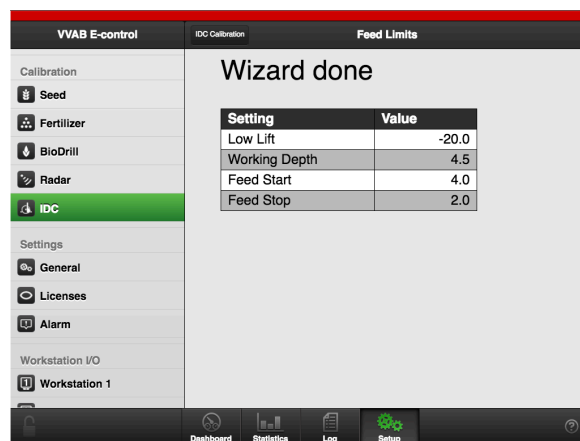 VVAB E-control
IDC Calibration
Feed Limits
Calibration
Seed
Fertilizer
BioDrill
Radar
IDC
Settings
General
Licenses
Alarm
Workstation I/O
Workstation 1
Wizard done
Setting Value
Low Lift -20.0
Working Depth 4.5
Feed Start 4.0
Feed Stop 2.0
Dashboard Statistics Log Setup
?